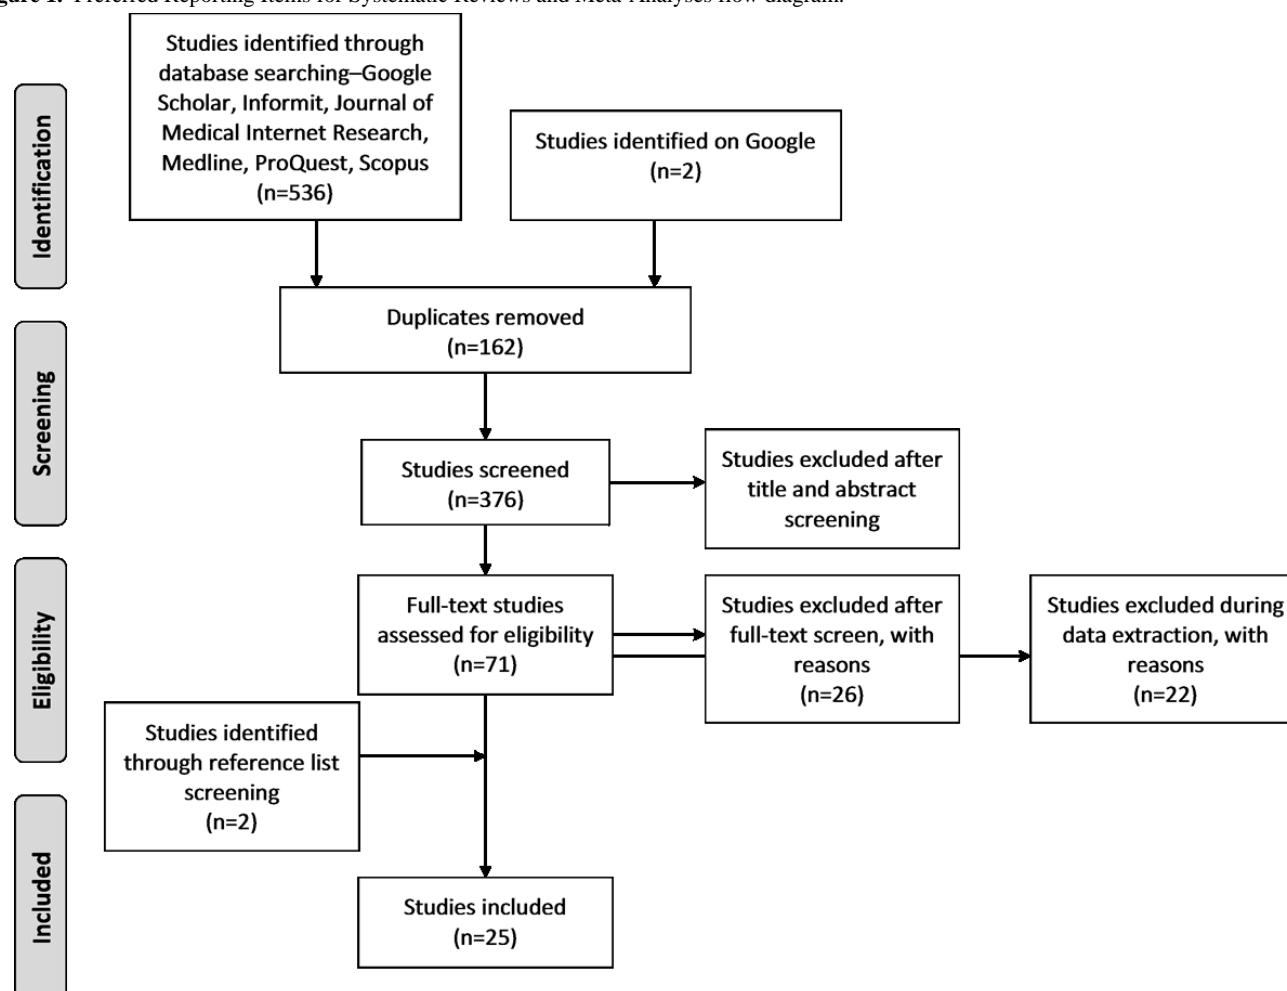 Figure 1. Preferred Reporting Items for Systematic Reviews and Meta-Analyses flow diagram.
Identification
Studies identified through
database searching–Google
Scholar, Informit, Journal of
Medical Internet Research,
Medline, ProQuest, Scopus
(n=536)
Studies identified on Google
(n=2)
Duplicates removed
(n=162)
Screening
Studies screened
(n=376)
Studies excluded after
title and abstract
screening
Eligibility
Full-text studies
assessed for eligibility
(n=71)
Studies excluded after
full-text screen, with
reasons
(n=26)
Studies excluded during
data extraction, with
reasons
(n=22)
Studies identified
through reference list
screening
(n=2)
Included
Studies included
(n=25)